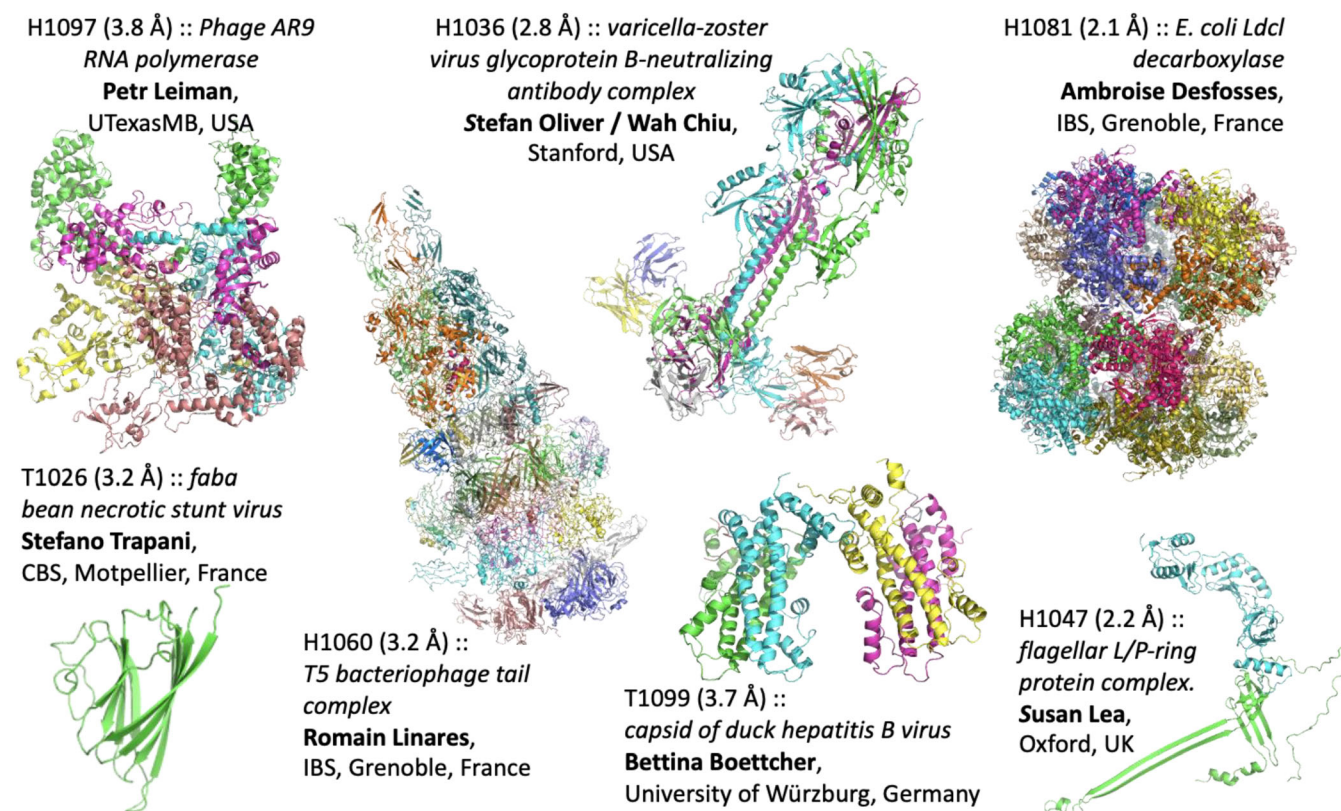 H1097 (3.8 Å) :: Phage AR9
RNA polymerase
Petr Leiman,
UTexasMB, USA
H1036 (2.8 Å) :: varicella-zoster
virus glycoprotein B-neutralizing
antibody complex
Stefan Oliver / Wah Chiu,
Stanford, USA
H1081 (2.1 Å) :: E. coli LdcI
decarboxylase
Ambroise Desfosses,
IBS, Grenoble, France
T1026 (3.2 Å) :: faba
bean necrotic stunt virus
Stefano Trapani,
CBS, Motpellier, France
H1060 (3.2 Å) ::
T5 bacteriophage tail
complex
Romain Linares,
IBS, Grenoble, France
T1099 (3.7 Å) ::
capsid of duck hepatitis B virus
Bettina Boettcher,
University of Würzburg, Germany
H1047 (2.2 Å) ::
flagellar L/P-ring
protein complex.
Susan Lea,
Oxford, UK